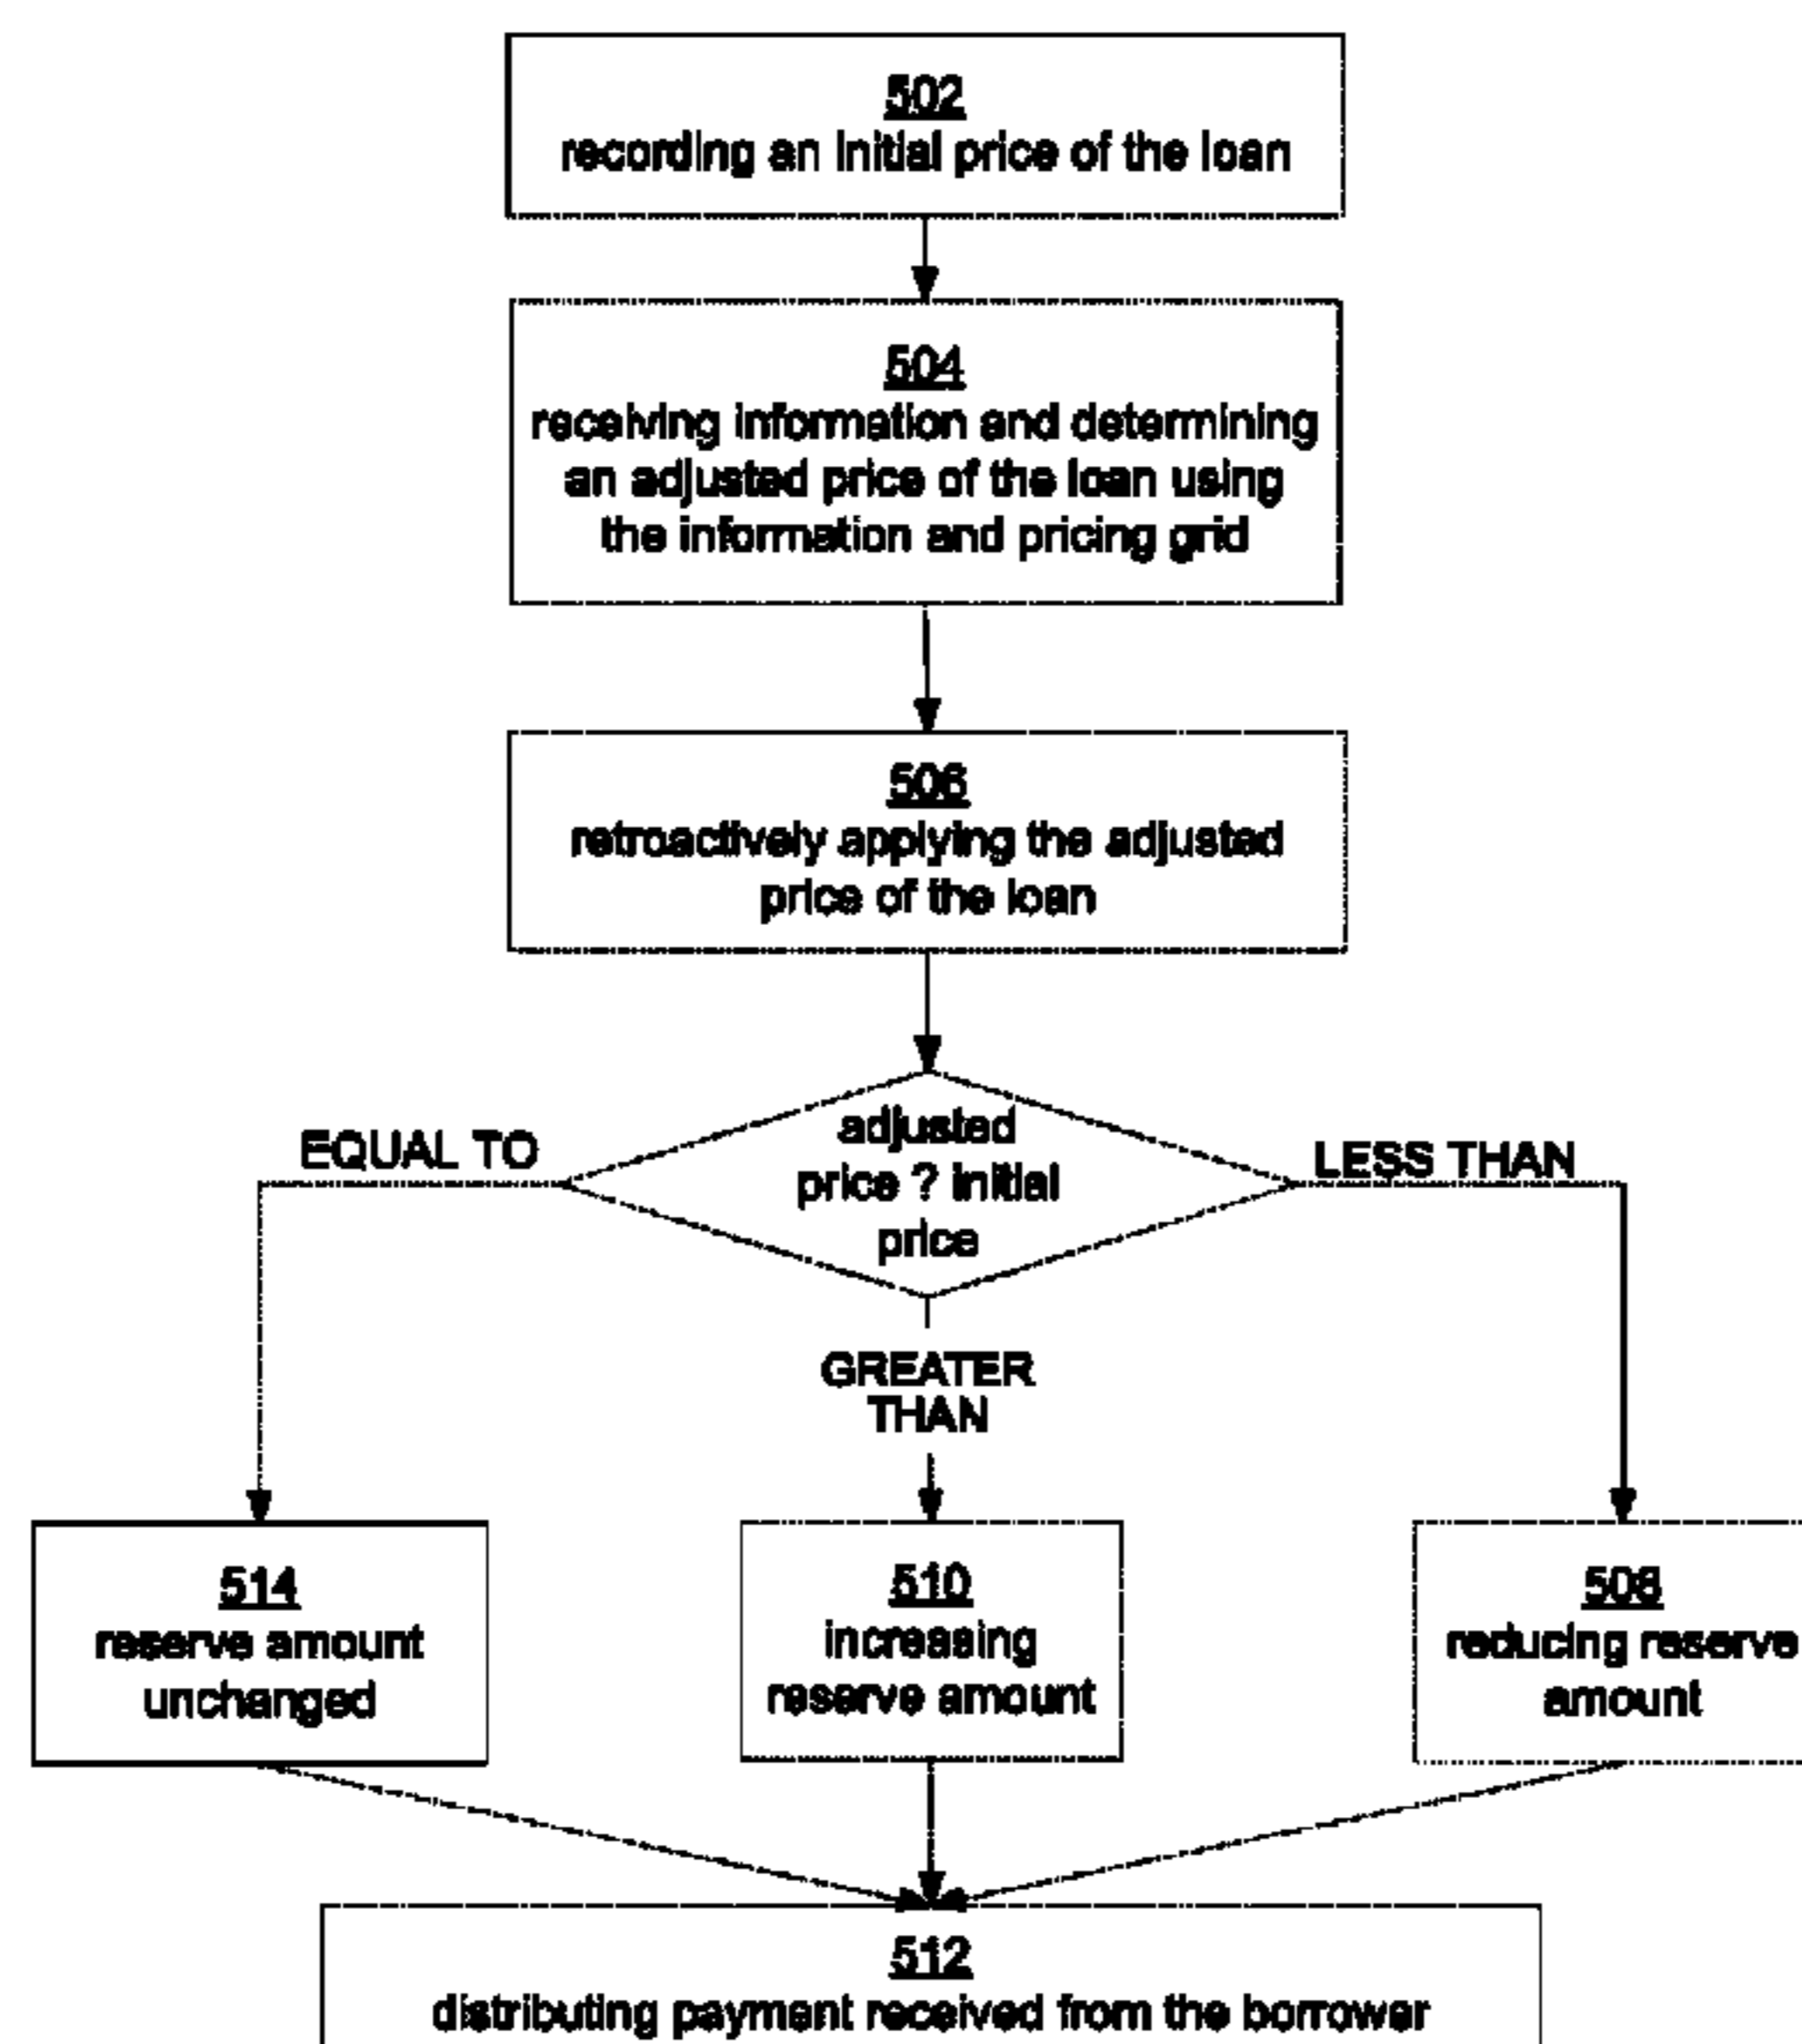 502
recording an initial price of the loan
504
receiving information and determining
an adjusted price of the loan using
the information and pricing grid
506
retroactively applying the adjusted
price of the loan
adjusted
price ? initial
price
EQUAL TO
LESS THAN
GREATER
THAN
514
reserve amount
unchanged
510
increasing
reserve amount
508
reducing reserve
amount
512
distributing payment received from the borrower